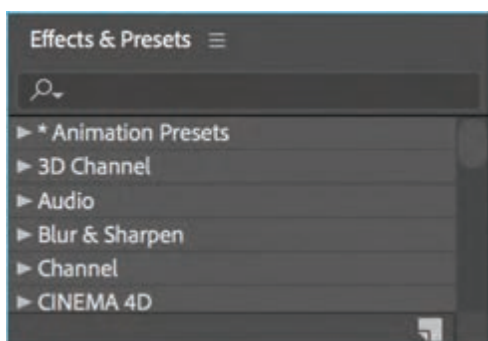 Effects & Presets
* Animation Presets
3D Channel
Audio
Blur & Sharpen
Channel
CINEMA 4D